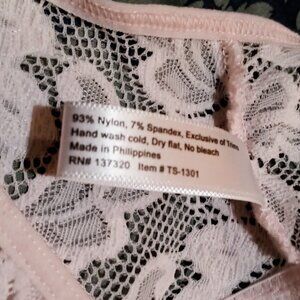 93% Nylon, 7% Spandex, Exclusive of Trims
Hand wash cold, Dry flat, No bleach
Made in Philippines
RN# 137320 Item # TS-1301